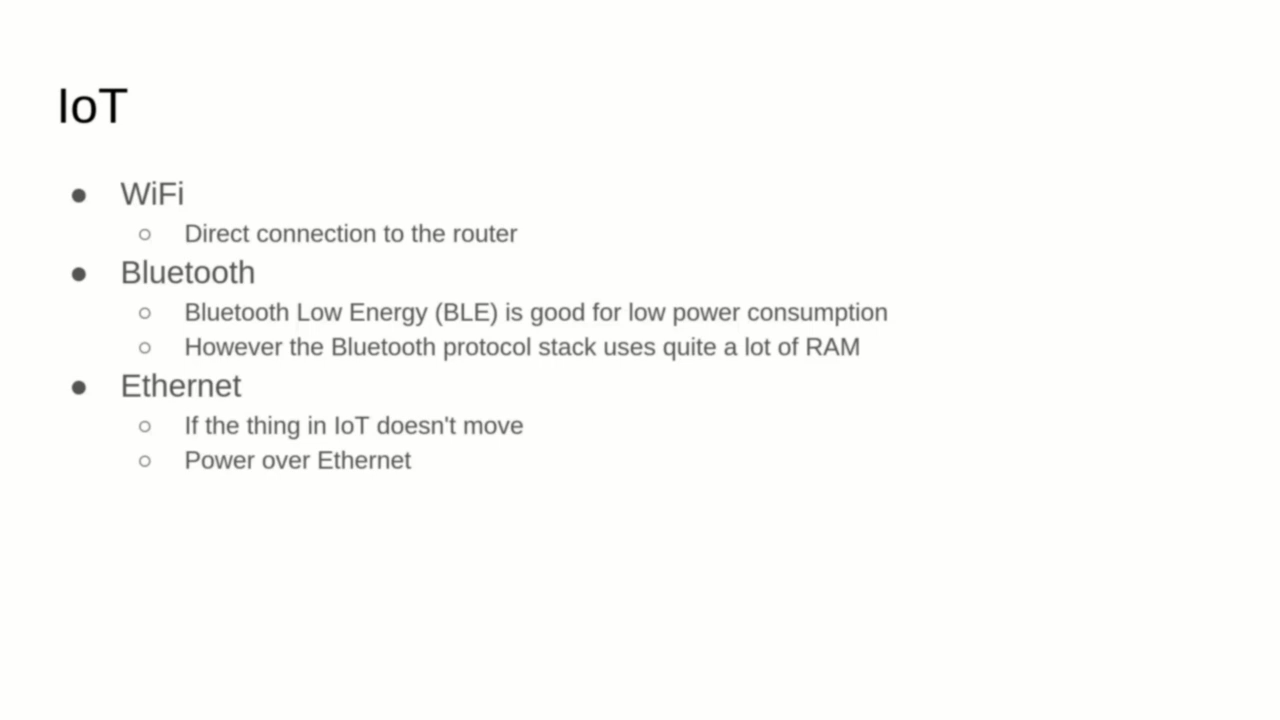 IoT
WiFi
Direct connection to the router
Bluetooth
Bluetooth Low Energy (BLE) is good for low power consumption
However the Bluetooth protocol stack uses quite a lot of RAM
Ethernet
If the thing in IoT doesn't move
Power over Ethernet